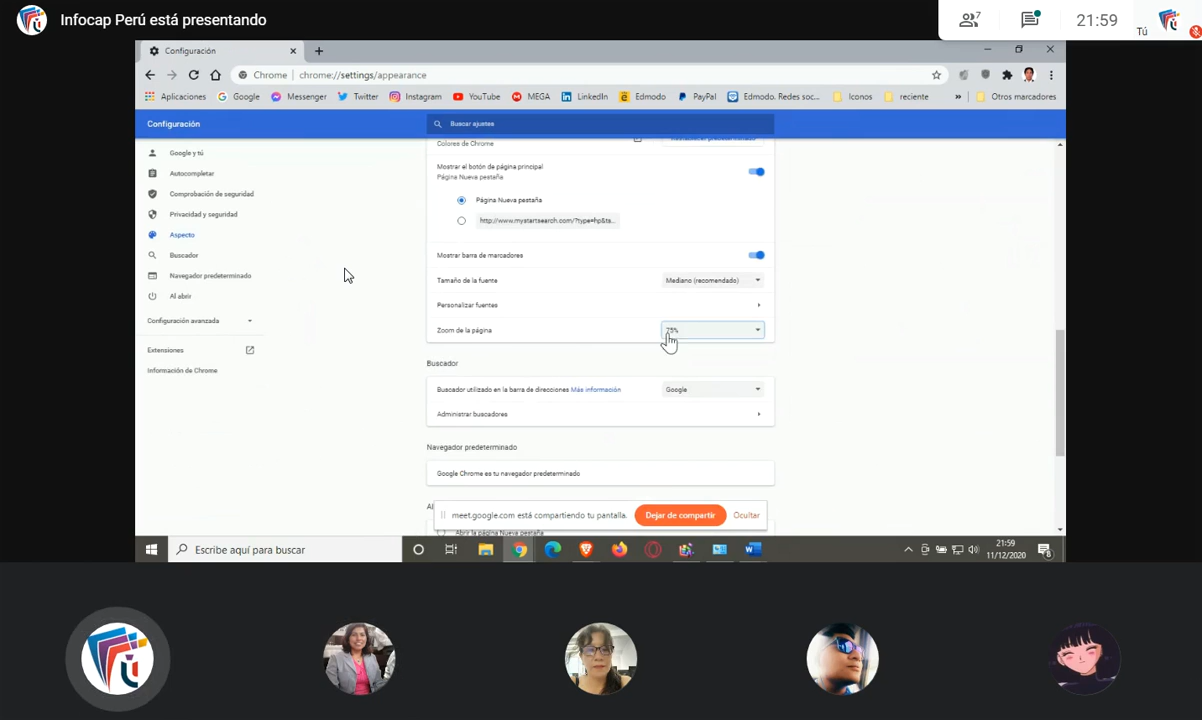 Infocap Perú está presentando
7
21:59
Tú
Configuración
Chrome | chrome://settings/appearance
Aplicaciones Google Messenger Twitter Instagram YouTube MEGA LinkedIn Edmodo PayPal Edmodo. Redes soc... Iconos reciente » Otros marcadores
Configuración
Buscar ajustes
Google y tú
Autocompletar
Comprobación de seguridad
Privacidad y seguridad
Aspecto
Buscador
Navegador predeterminado
Al abrir
Configuración avanzada
Extensiones
Información de Chrome
Colores de Chrome
Mostrar el botón de página principal
Página Nueva pestaña
Página Nueva pestaña
http://www.mystartsearch.com/?type=hp&ts...
Mostrar barra de marcadores
Tamaño de la fuente Mediano (recomendado)
Personalizar fuentes
Zoom de la página 75%
Buscador
Buscador utilizado en la barra de direcciones Más información Google
Administrar buscadores
Navegador predeterminado
Google Chrome es tu navegador predeterminado
meet.google.com está compartiendo tu pantalla. Dejar de compartir Ocultar
Abrir la página Nueva pestaña
Escribe aquí para buscar
21:59
11/12/2020
8